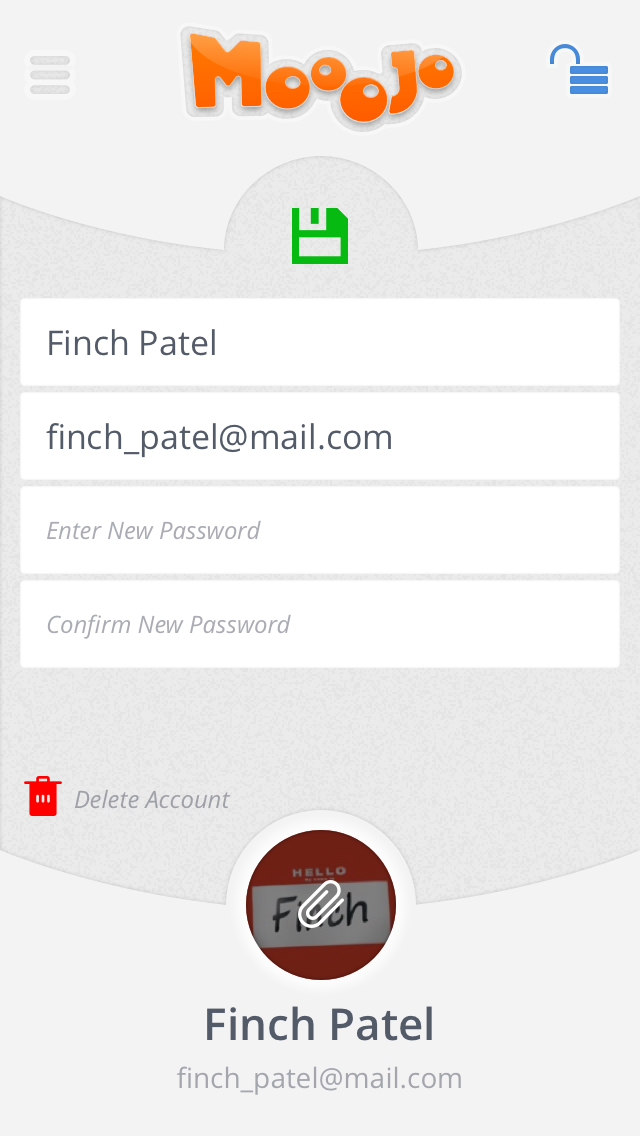 Mooojo
Finch Patel
finch_patel@mail.com
Enter New Password
Confirm New Password
Delete Account
HELLO
Finch
Finch Patel
finch_patel@mail.com